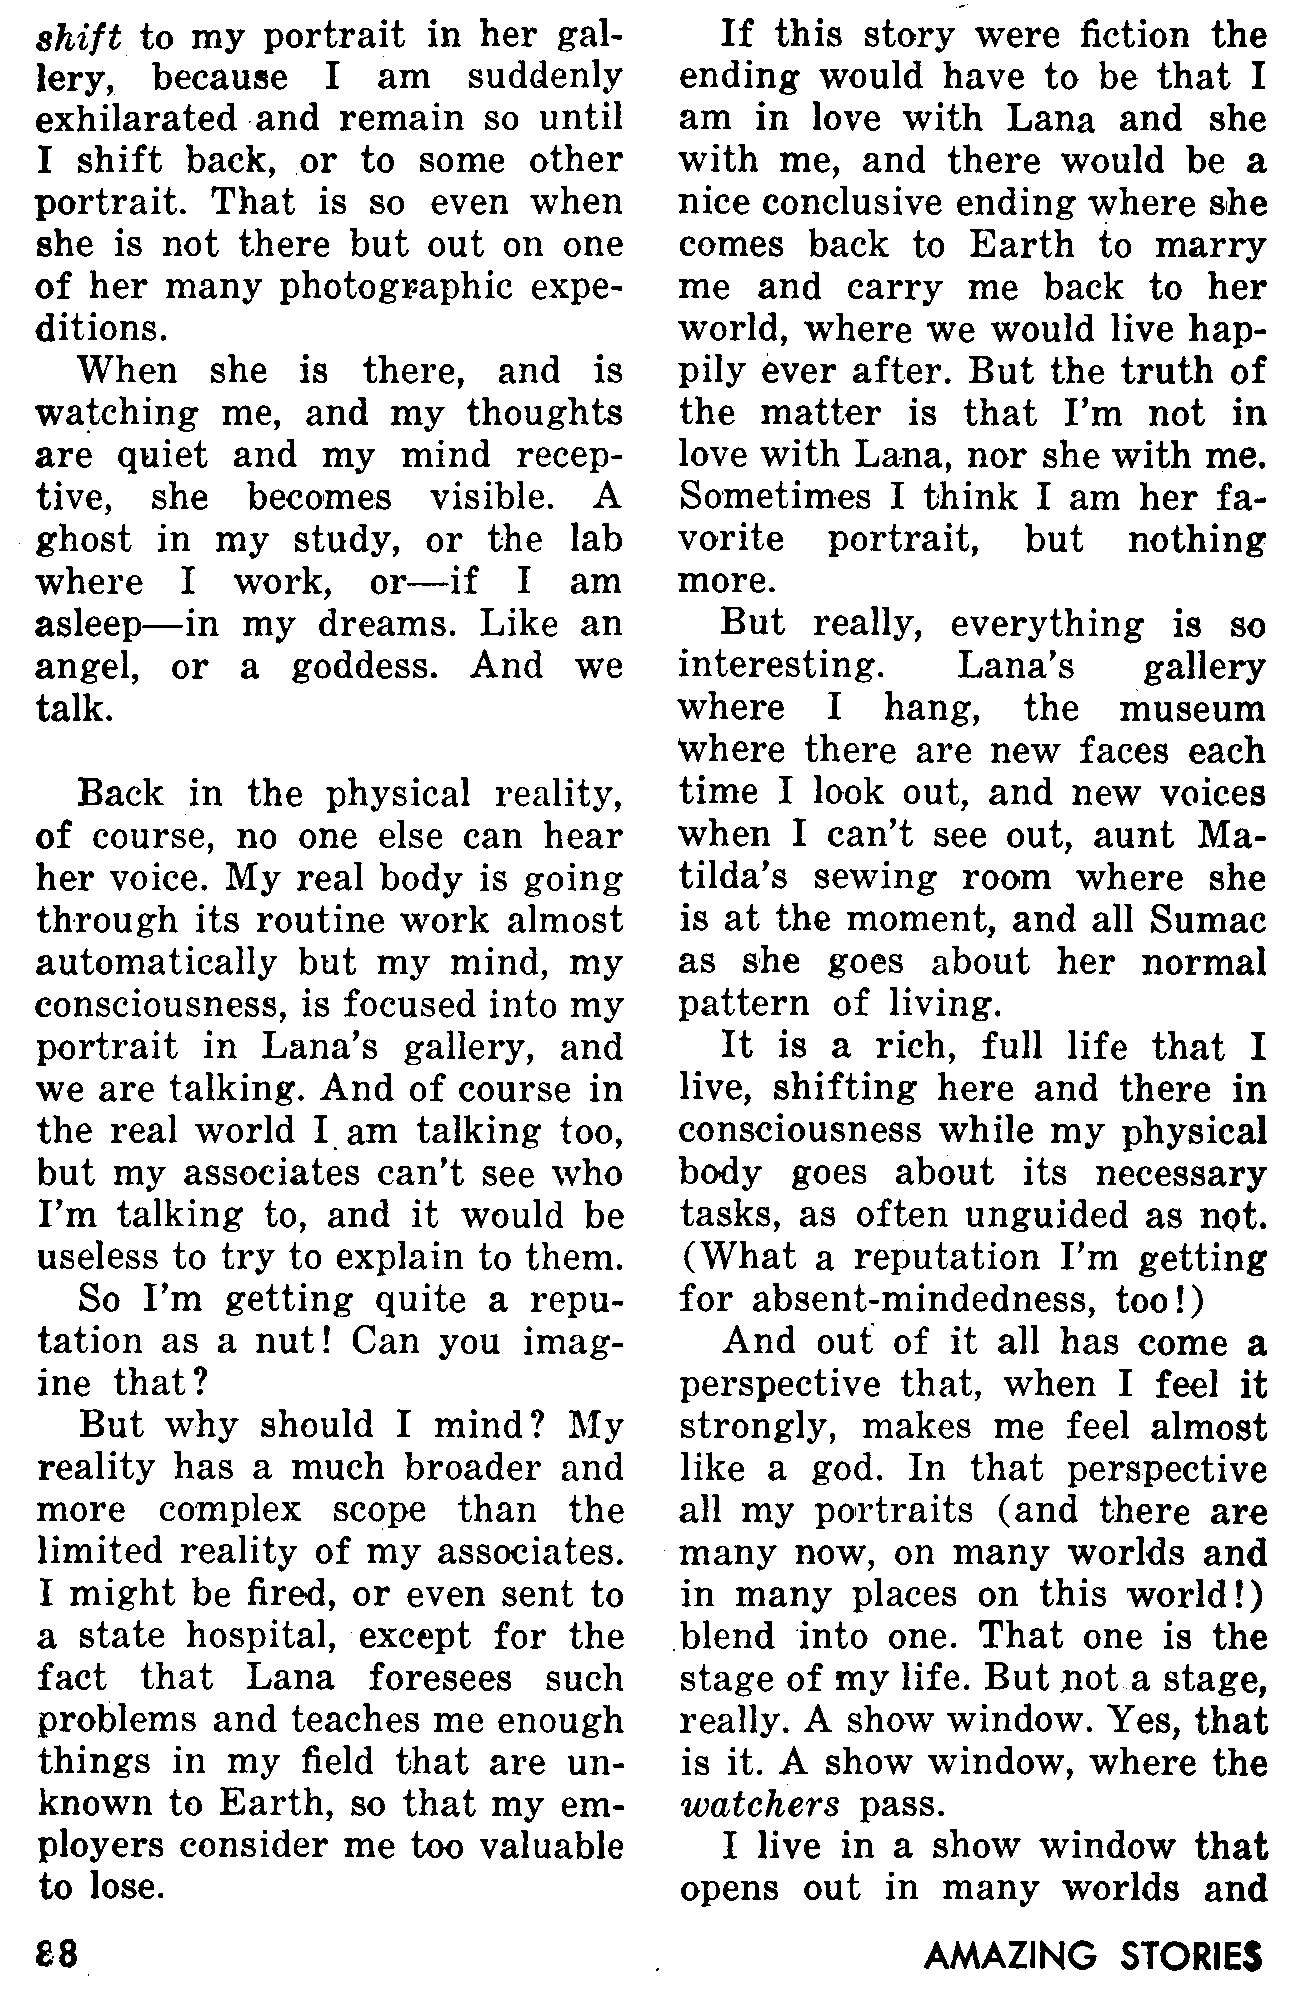 shift to my portrait in her gal-
lery, because I am suddenly
exhilarated and remain so until
I shift back, or to some other
portrait. That is so even when
she is not there but out on one
of her many photographic expe-
ditions.
When she is there, and is
watching me, and my thoughts
are quiet and my mind recep-
tive, she becomes visible. A
ghost in my study, or the lab
where I work, or—if I am
asleep—in my dreams. Like an
angel, or a goddess. And we
talk.
Back in the physical reality,
of course, no one else can hear
her voice. My real body is going
through its routine work almost
automatically but my mind, my
consciousness, is focused into my
portrait in Lana's gallery, and
we are talking. And of course in
the real world I am talking too,
but my associates can't see who
I'm talking to, and it would be
useless to try to explain to them.
So I'm getting quite a repu-
tation as a nut! Can you imag-
ine that?
But why should I mind? My
reality has a much broader and
more complex scope than the
limited reality of my associates.
I might be fired, or even sent to
a state hospital, except for the
fact that Lana foresees such
problems and teaches me enough
things in my field that are un-
known to Earth, so that my em-
ployers consider me too valuable
to lose.
If this story were fiction the
ending would have to be that I
am in love with Lana and she
with me, and there would be a
nice conclusive ending where she
comes back to Earth to marry
me and carry me back to her
world, where we would live hap-
pily ever after. But the truth of
the matter is that I'm not in
love with Lana, nor she with me.
Sometimes I think I am her fa-
vorite portrait, but nothing
more.
But really, everything is so
interesting. Lana's gallery
where I hang, the museum
where there are new faces each
time I look out, and new voices
when I can't see out, aunt Ma-
tilda's sewing room where she
is at the moment, and all Sumac
as she goes about her normal
pattern of living.
It is a rich, full life that I
live, shifting here and there in
consciousness while my physical
body goes about its necessary
tasks, as often unguided as not.
(What a reputation I'm getting
for absent-mindedness, too!)
And out of it all has come a
perspective that, when I feel it
strongly, makes me feel almost
like a god. In that perspective
all my portraits (and there are
many now, on many worlds and
in many places on this world!)
blend into one. That one is the
stage of my life. But not a stage,
really. A show window. Yes, that
is it. A show window, where the
watchers pass.
I live in a show window that
opens out in many worlds and
88 AMAZING STORIES